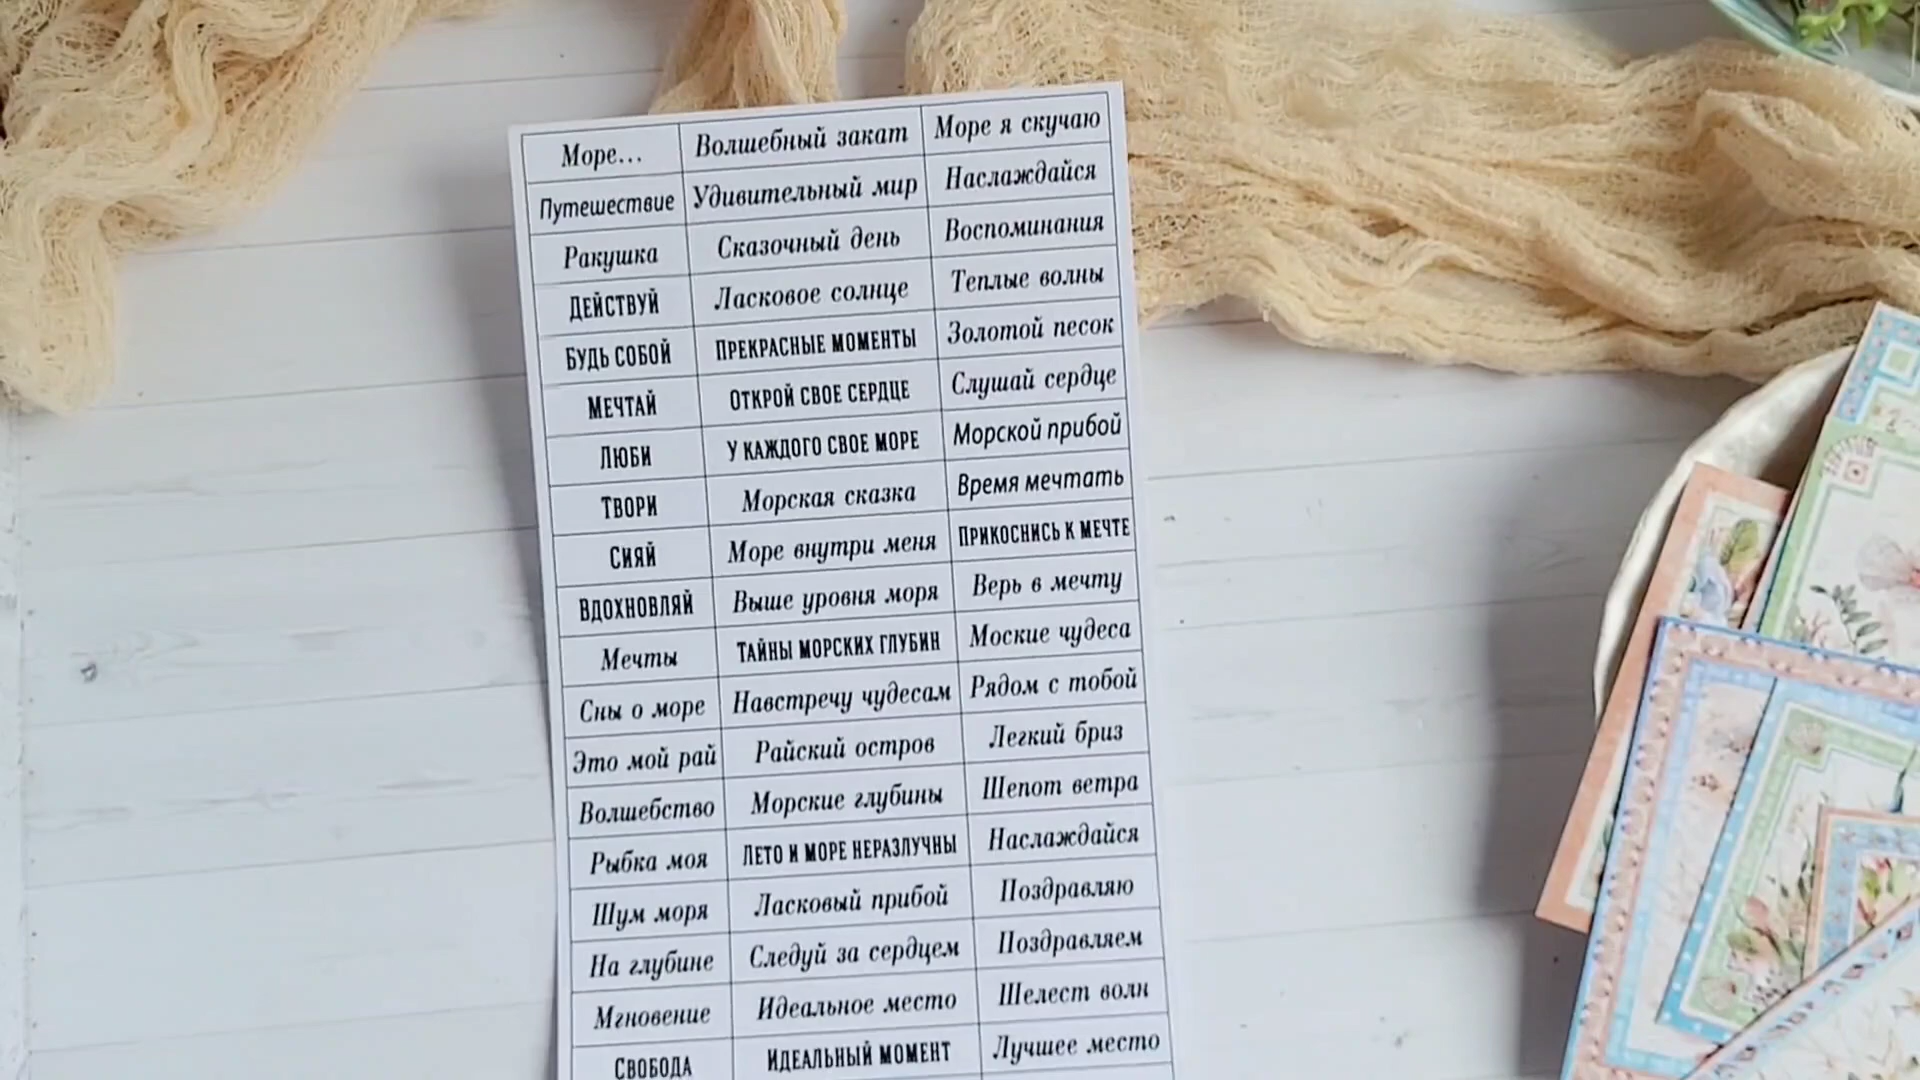 Море... Волшебный закат Море я скучаю
Путешествие Удивительный мир Наслаждайся
Ракушка Сказочный день Воспоминания
ДЕЙСТВУЙ Ласковое солнце Теплые волны
БУДЬ СОБОЙ ПРЕКРАСНЫЕ МОМЕНТЫ Золотой песок
МЕЧТАЙ ОТКРОЙ СВОЕ СЕРДЦЕ Слушай сердце
ЛЮБИ У КАЖДОГО СВОЕ МОРЕ Морской прибой
ТВОРИ Морская сказка Время мечтать
СИЯЙ Море внутри меня ПРИКОСНИСЬ К МЕЧТЕ
ВДОХНОВЛЯЙ Выше уровня моря Верь в мечту
Мечты ТАЙНЫ МОРСКИХ ГЛУБИН Моские чудеса
Сны о море Навстречу чудесам Рядом с тобой
Это мой рай Райский остров Легкий бриз
Волшебство Морские глубины Шепот ветра
Рыбка моя ЛЕТО И МОРЕ НЕРАЗЛУЧНЫ Наслаждайся
Шум моря Ласковый прибой Поздравляю
На глубине Следуй за сердцем Поздравляем
Мгновение Идеальное место Шелест волн
СВОБОДА ИДЕАЛЬНЫЙ МОМЕНТ Лучшее место